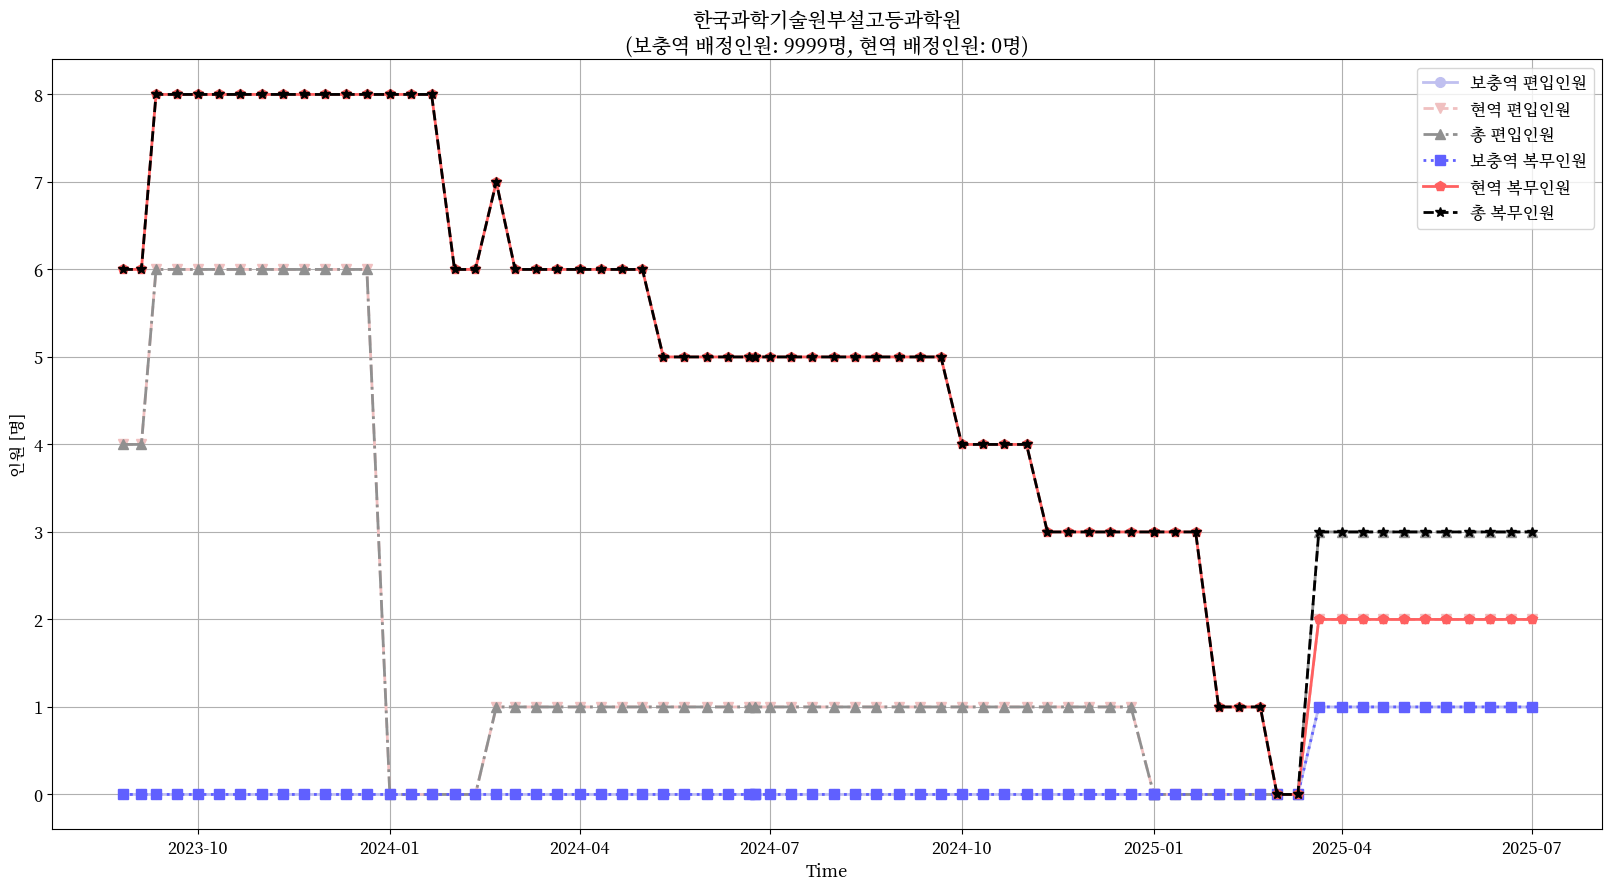 한국과학기술원부설고등과학원
(보충역 배정인원: 9999명, 현역 배정인원: 0명)
보충역 편입인원
현역 편입인원
총 편입인원
보충역 복무인원
현역 복무인원
총 복무인원
인원 [명]
8
7
6
5
4
3
2
1
0
2023-10
2024-01
2024-04
2024-07
2024-10
2025-01
2025-04
2025-07
Time